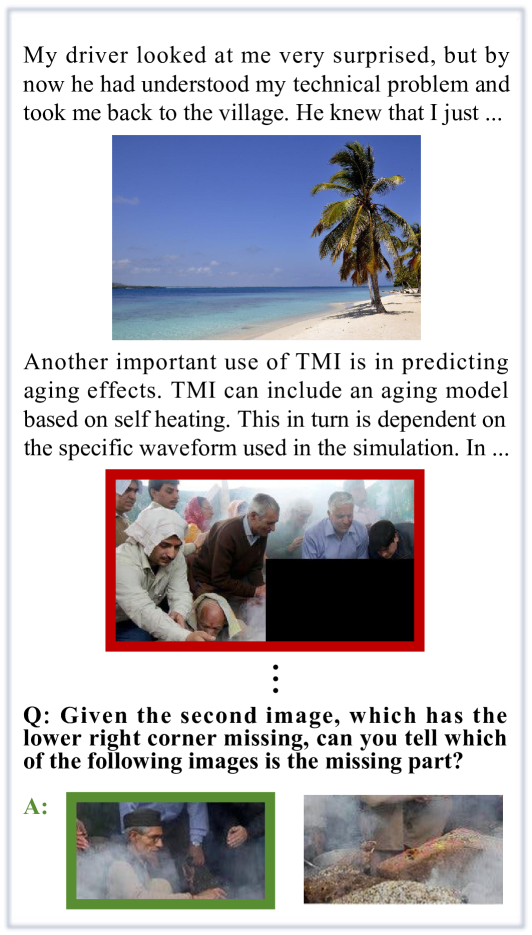 My driver looked at me very surprised, but by
now he had understood my technical problem and
took me back to the village. He knew that I just ...
Another important use of TMI is in predicting
aging effects. TMI can include an aging model
based on self heating. This in turn is dependent on
the specific waveform used in the simulation. In ...
Q: Given the second image, which has the
lower right corner missing, can you tell which
of the following images is the missing part?
A: